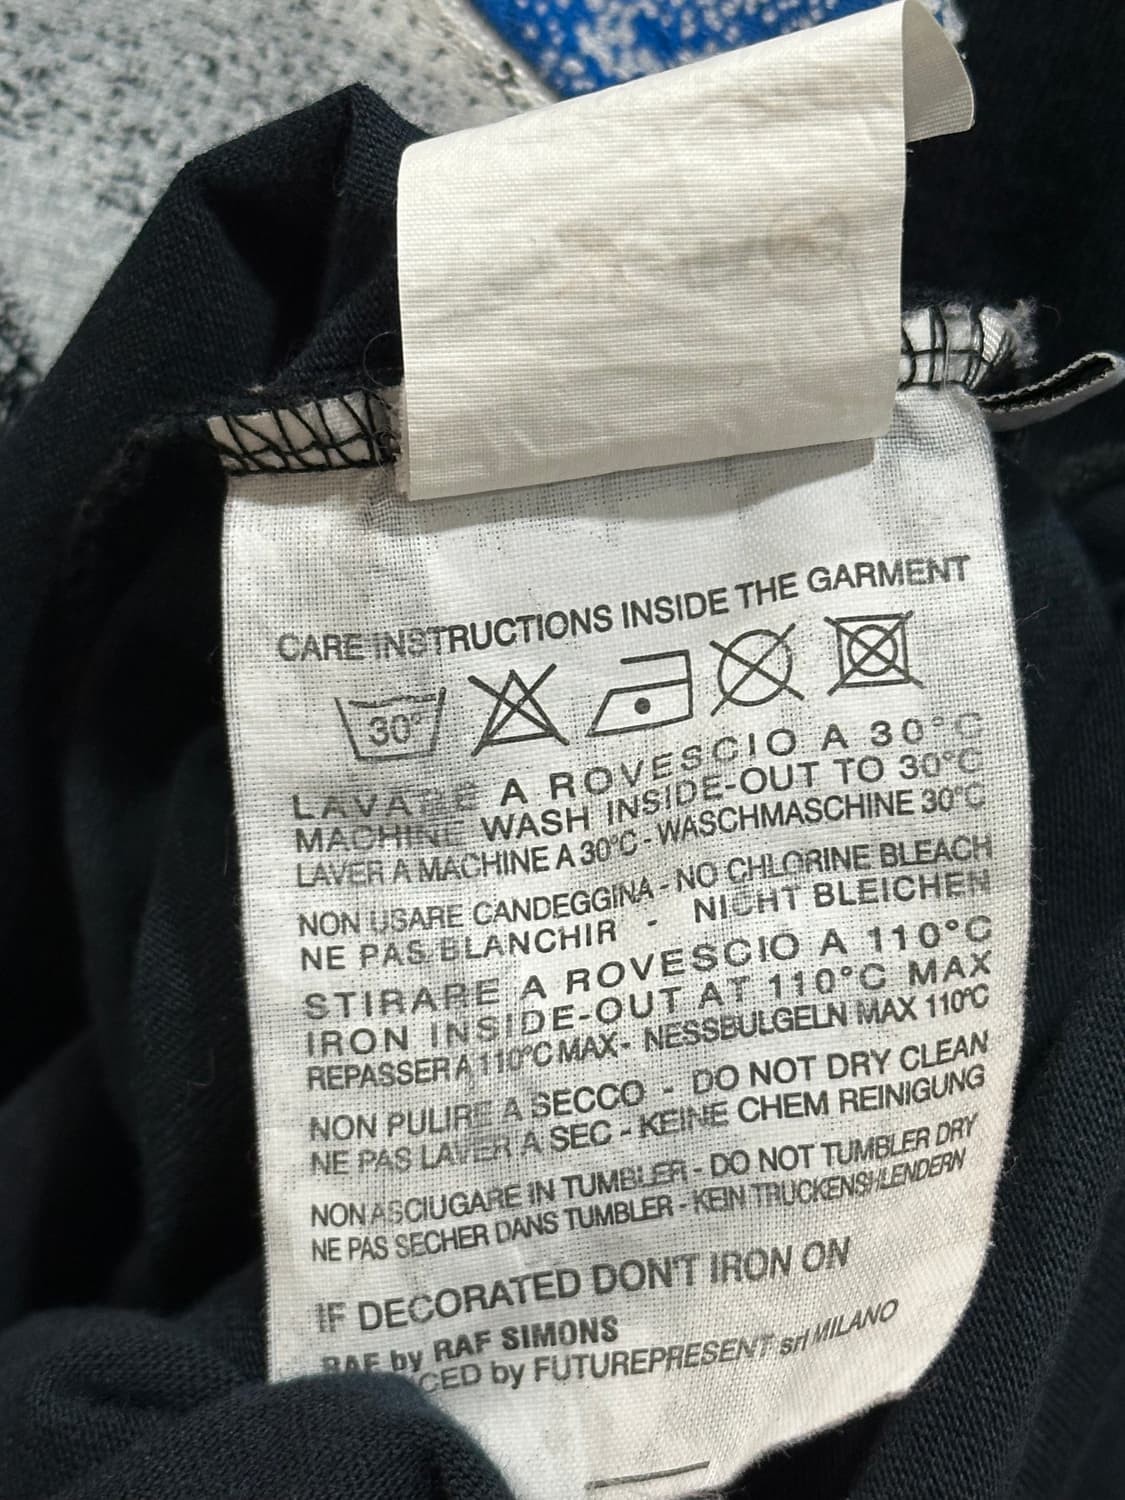 CARE INSTRUCTIONS INSIDE THE GARMENT
30°
LAVARE A ROVESCIO A 30°C
MACHINE WASH INSIDE-OUT TO 30°C
LAVER A MACHINE A 30°C - WASCHMASCHINE 30°C
NON USARE CANDEGGINA - NO CHLORINE BLEACH
NE PAS BLANCHIR - NICHT BLEICHEN
STIRARE A ROVESCIO A 110°C
IRON INSIDE-OUT AT 110°C MAX
REPASSER A 110°C MAX - NESSBULGELN MAX 110°C
NON PULIRE A SECCO - DO NOT DRY CLEAN
NE PAS LAVER A SEC - KEINE CHEM REINIGUNG
NON ASCIUGARE IN TUMBLER - DO NOT TUMBLER DRY
NE PAS SECHER DANS TUMBLER - KEIN TRUCKENSHLENDERN
IF DECORATED DON'T IRON ON
RAF by RAF SIMONS
CED by FUTUREPRESENT srl MILANO